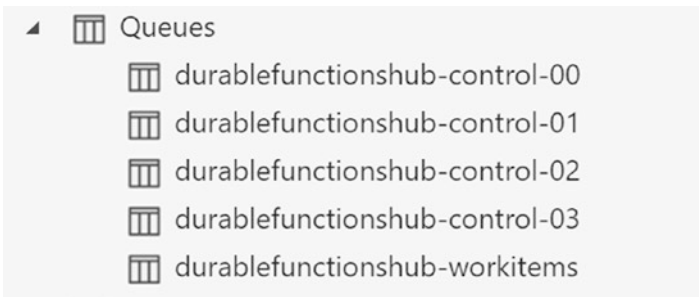 Queues
durablefunctionshub-control-00
durablefunctionshub-control-01
durablefunctionshub-control-02
durablefunctionshub-control-03
durablefunctionshub-workitems